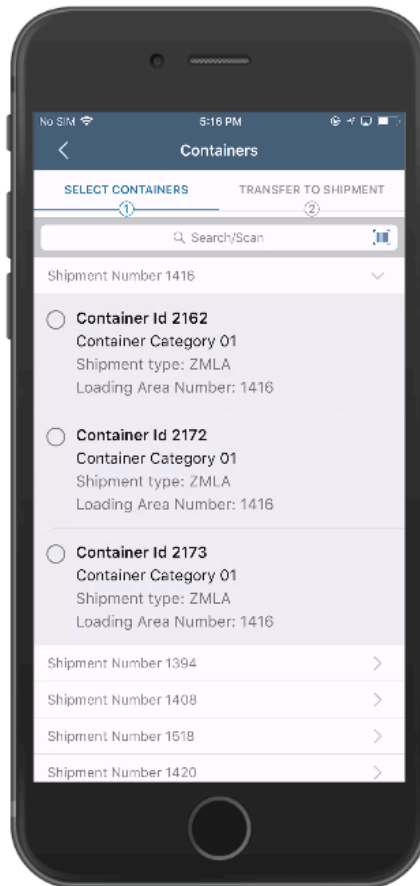 No SIM 5:16 PM
Containers
SELECT CONTAINERS TRANSFER TO SHIPMENT
1 2
Search/Scan
Shipment Number 1416
Container Id 2162
Container Category 01
Shipment type: ZMLA
Loading Area Number: 1416
Container Id 2172
Container Category 01
Shipment type: ZMLA
Loading Area Number: 1416
Container Id 2173
Container Category 01
Shipment type: ZMLA
Loading Area Number: 1416
Shipment Number 1394
Shipment Number 1408
Shipment Number 1518
Shipment Number 1420